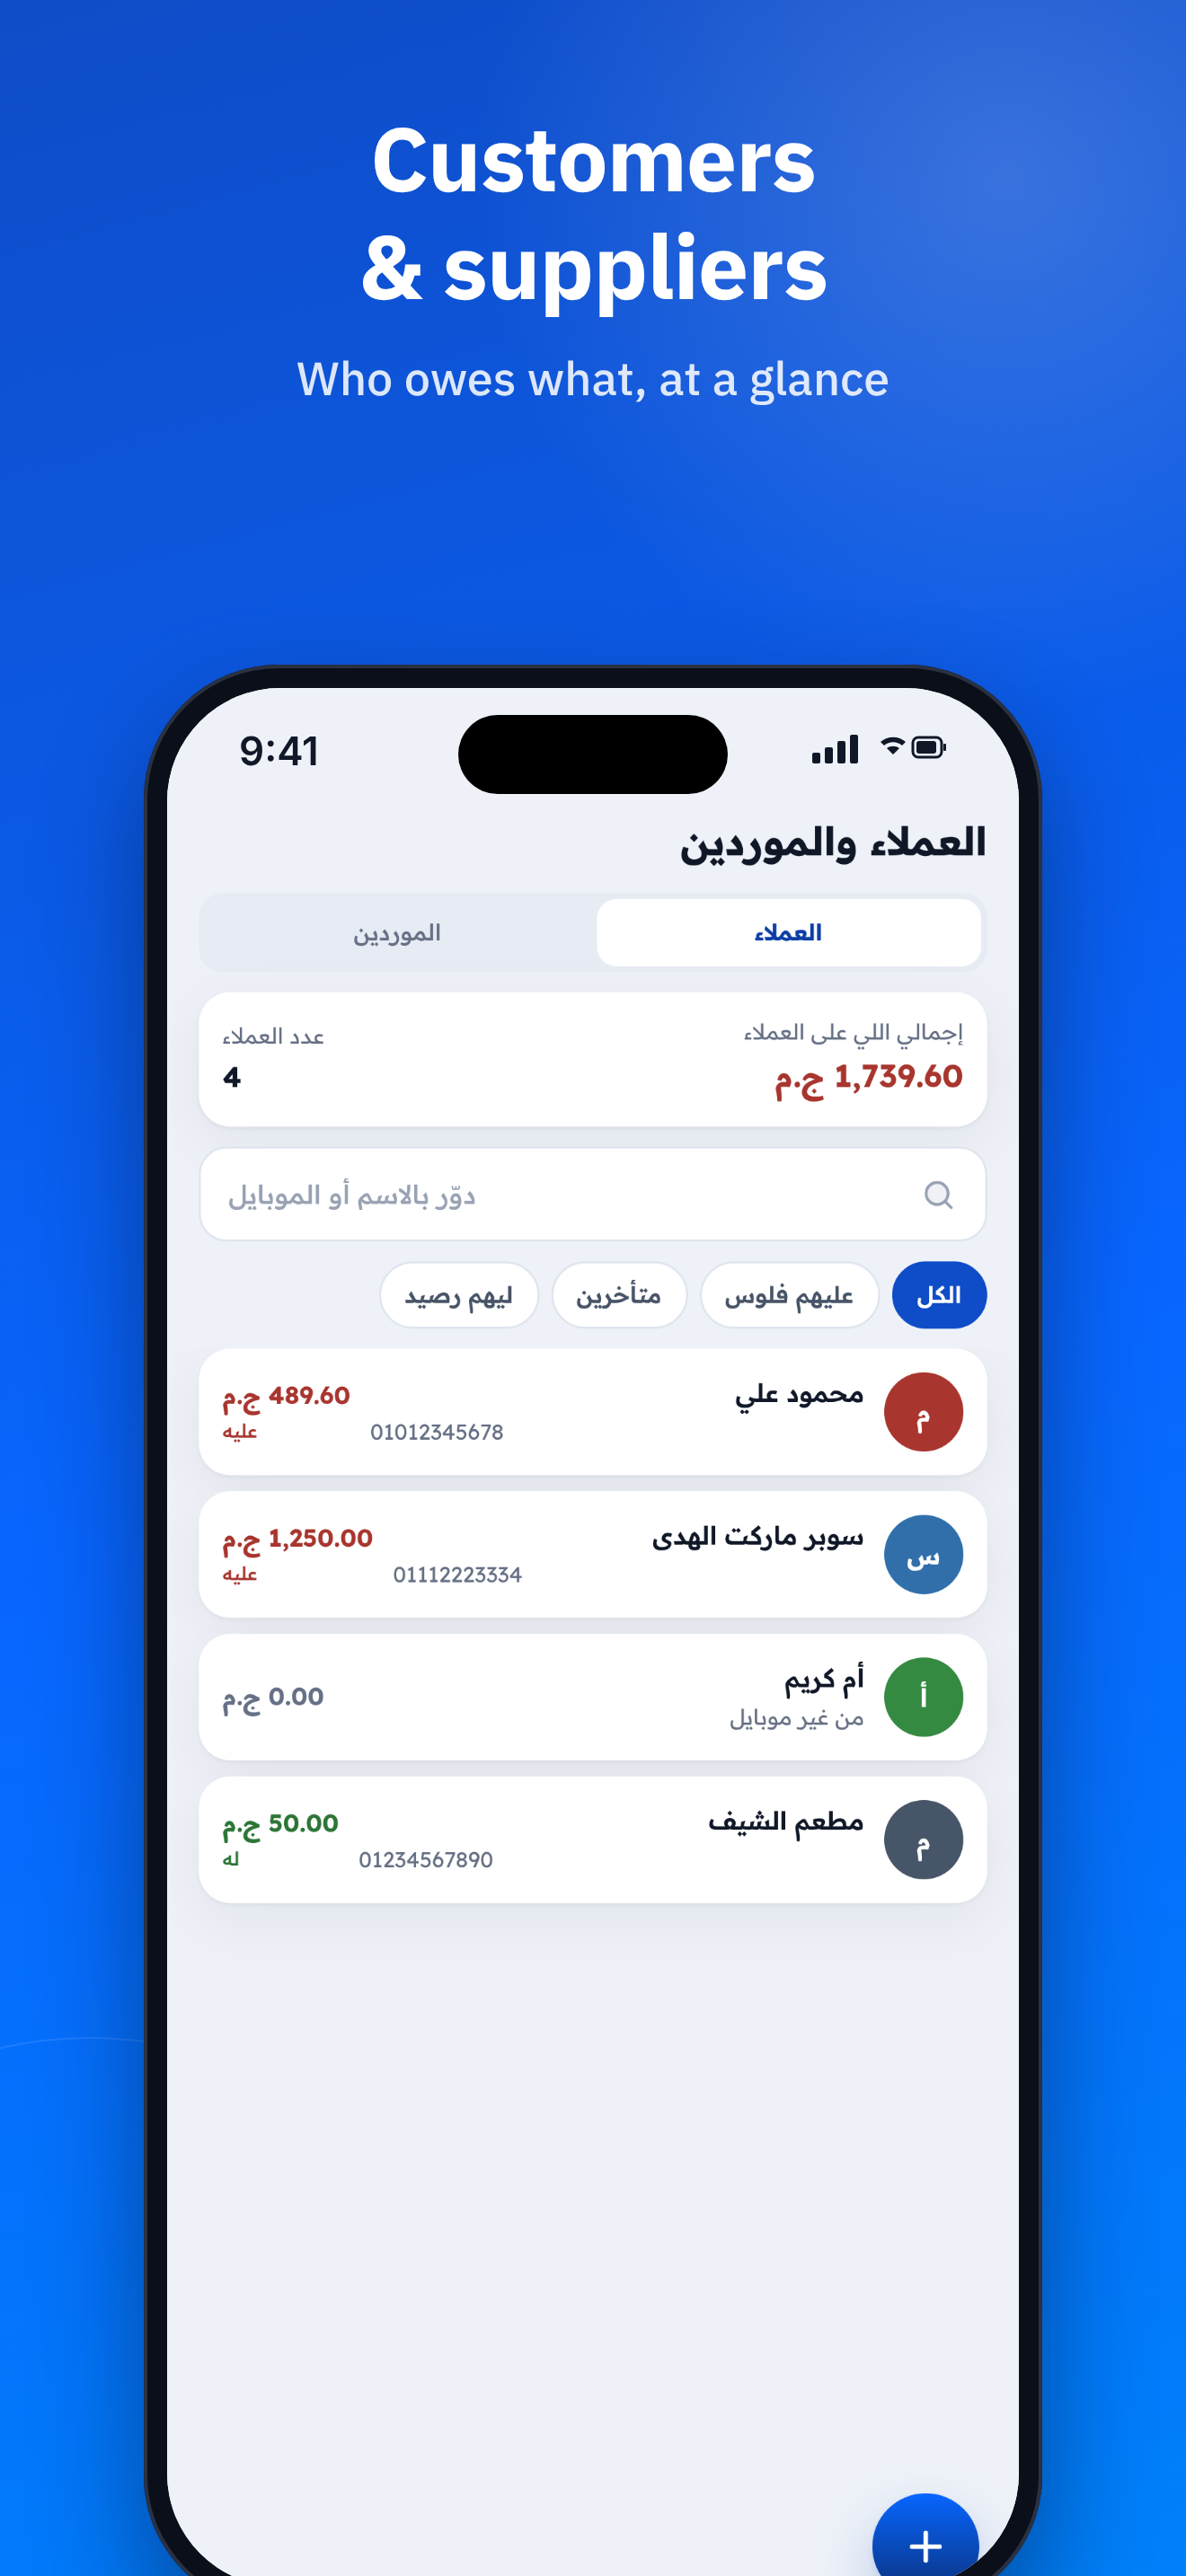 Customers
& suppliers
Who owes what, at a glance
9:41
العملاء والموردين
العملاء
الموردين
إجمالي اللي على العملاء
عدد العملاء
1,739.60 ج.م
4
دوّر بالاسم أو الموبايل
الكل
عليهم فلوس
متأخرين
ليهم رصيد
م
محمود علي
489.60 ج.م
01012345678
عليه
س
سوبر ماركت الهدى
1,250.00 ج.م
01112223334
عليه
أ
أم كريم
من غير موبايل
0.00 ج.م
م
مطعم الشيف
50.00 ج.م
01234567890
له